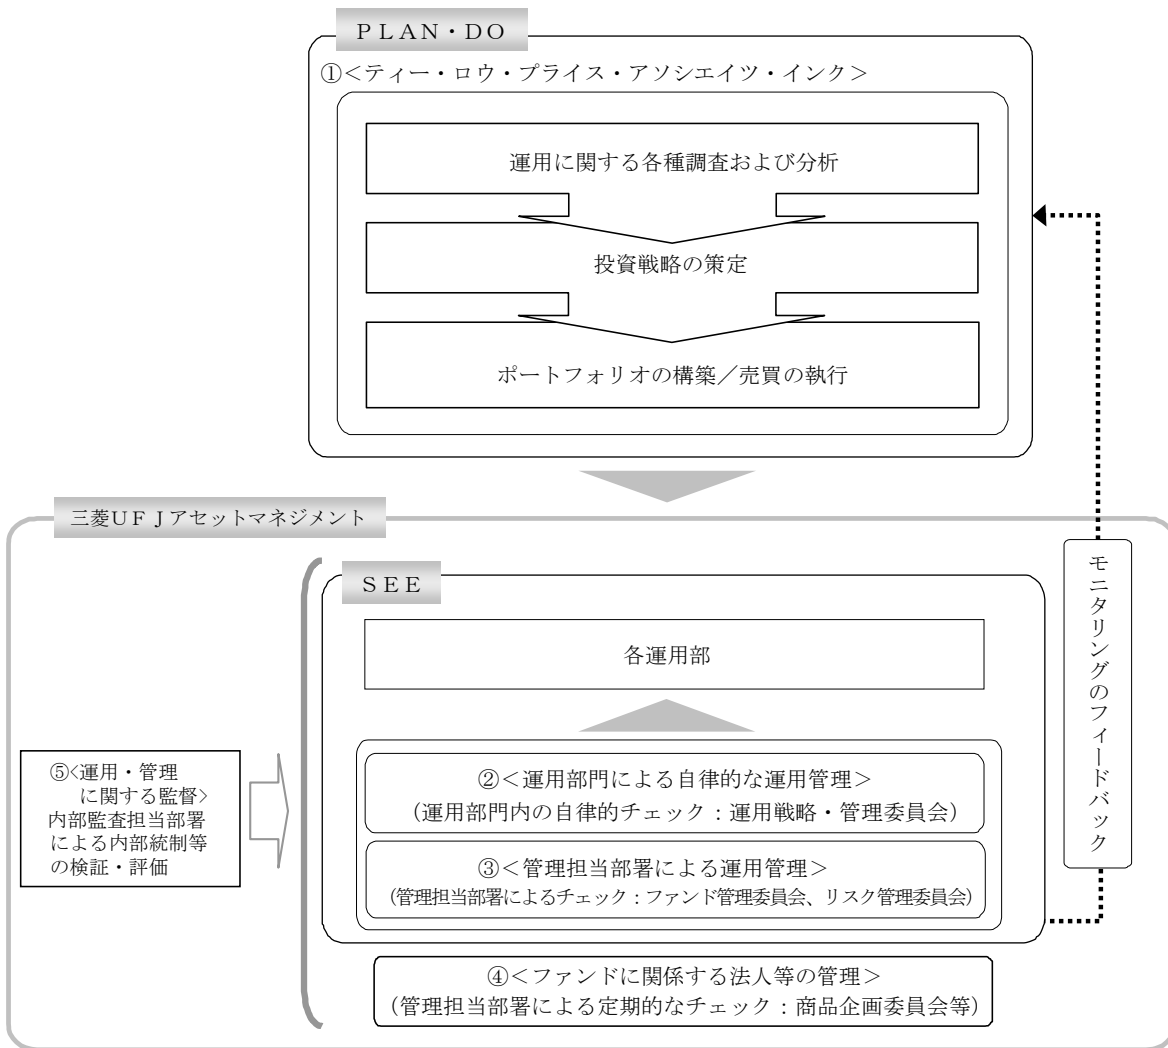 ＰＬＡＮ・ＤＯ
①＜ティー・ロウ・プライス・アソシエイツ・インク＞
運用に関する各種調査および分析
投資戦略の策定
ポートフォリオの構築／売買の執行
三菱ＵＦＪアセットマネジメント
ＳＥＥ
各運用部
②＜運用部門による自律的な運用管理＞
（運用部門内の自律的チェック：運用戦略・管理委員会）
③＜管理担当部署による運用管理＞
（管理担当部署によるチェック：ファンド管理委員会、リスク管理委員会）
④＜ファンドに関係する法人等の管理＞
（管理担当部署による定期的なチェック：商品企画委員会等）
⑤＜運用・管理
に関する監督＞
内部監査担当部署
による内部統制等
の検証・評価
モニタリングのフィードバック